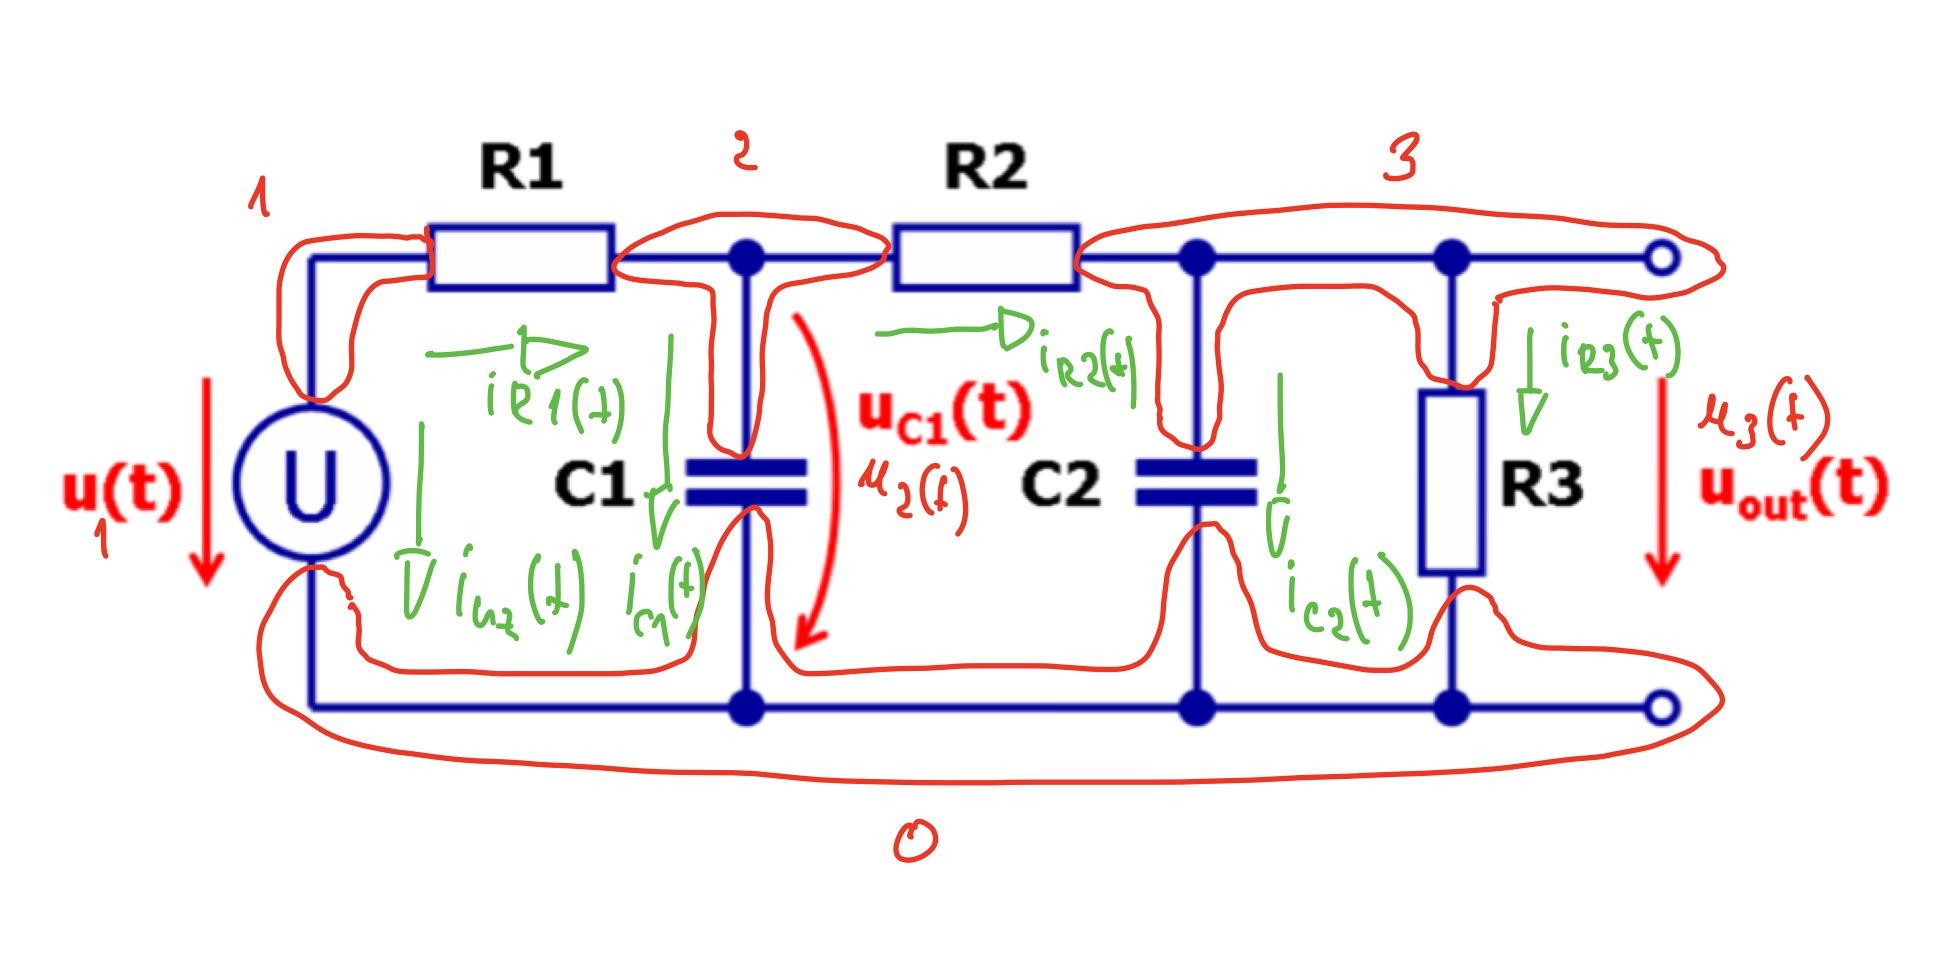 1
R1
2
R2
3
iR1(t)
iR2(t)
iR3(t)
u(t)
1
U
C1
uC1(t)
u2(t)
C2
R3
u3(t)
uout(t)
iC1(t)
iC2(t)
0